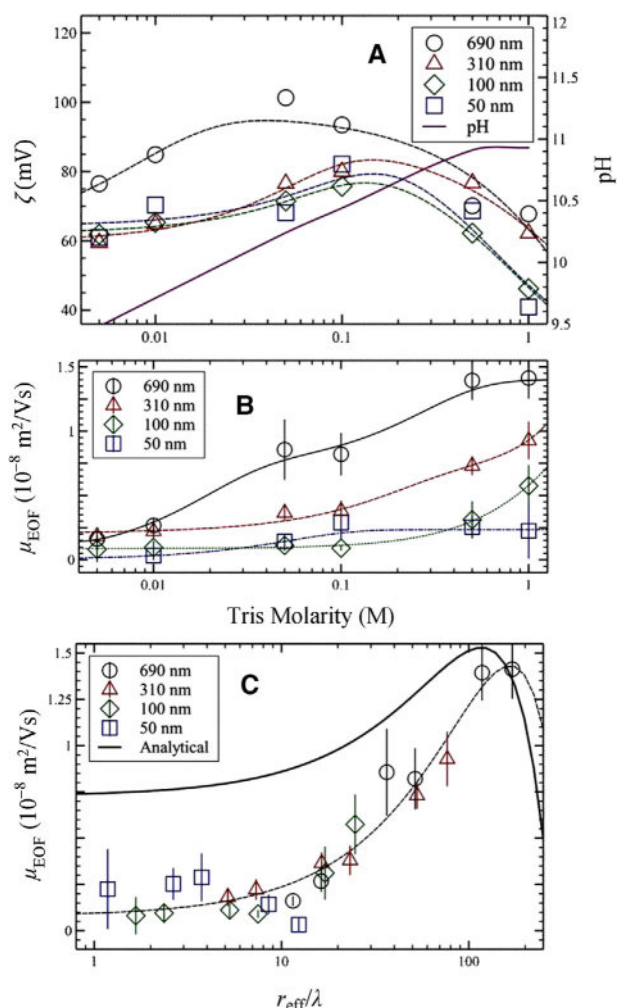 A
690 nm
310 nm
100 nm
50 nm
pH
120
100
80
60
40
ζ (mV)
12
11.5
11
10.5
10
9.5
pH
0.01
0.1
1
B
690 nm
310 nm
100 nm
50 nm
1.5
1
0
μEOF (10⁻⁸ m²/Vs)
0.01
0.1
1
Tris Molarity (M)
C
690 nm
310 nm
100 nm
50 nm
Analytical
1.5
1.25
1
0
μEOF (10⁻⁸ m²/Vs)
1
10
100
reff/λ